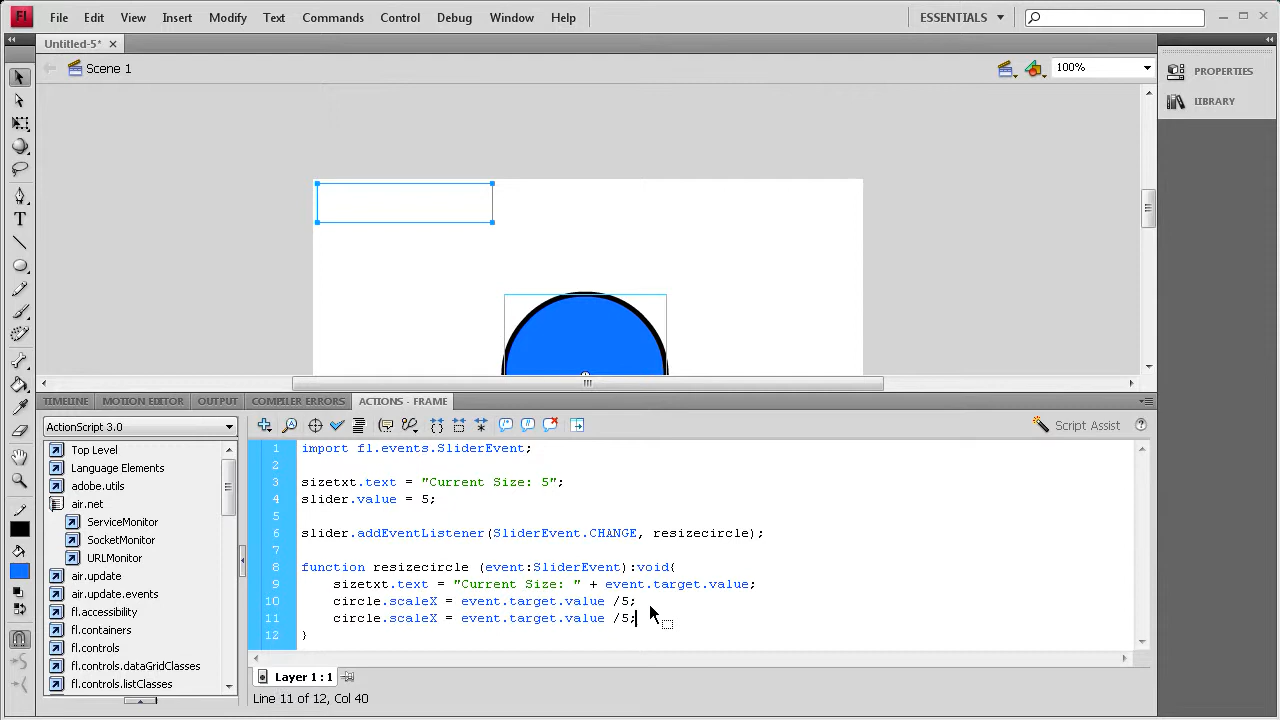 Fl File Edit View Insert Modify Text Commands Control Debug Window Help ESSENTIALS
Untitled-5*
Scene 1 100%
PROPERTIES
LIBRARY
T
TIMELINE MOTION EDITOR OUTPUT COMPILER ERRORS ACTIONS - FRAME
ActionScript 3.0
Script Assist
Top Level
Language Elements
adobe.utils
air.net
ServiceMonitor
SocketMonitor
URLMonitor
air.update
air.update.events
fl.accessibility
fl.containers
fl.controls
fl.controls.dataGridClasses
fl.controls.listClasses
1 import fl.events.SliderEvent;
2
3 sizetxt.text = "Current Size: 5";
4 slider.value = 5;
5
6 slider.addEventListener(SliderEvent.CHANGE, resizecircle);
7
8 function resizecircle (event:SliderEvent):void{
9 sizetxt.text = "Current Size: " + event.target.value;
10 circle.scaleX = event.target.value /5;
11 circle.scaleX = event.target.value /5;
12 }
Layer 1 : 1
Line 11 of 12, Col 40